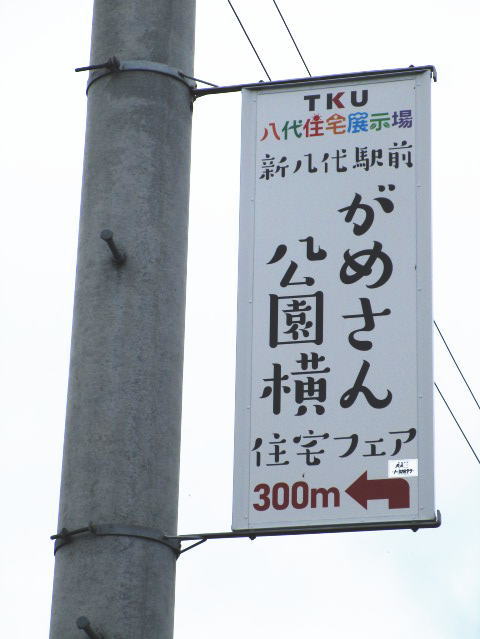 TKU
八代住宅展示場
新八代駅前
がめさん
公園横
住宅フェア
300m